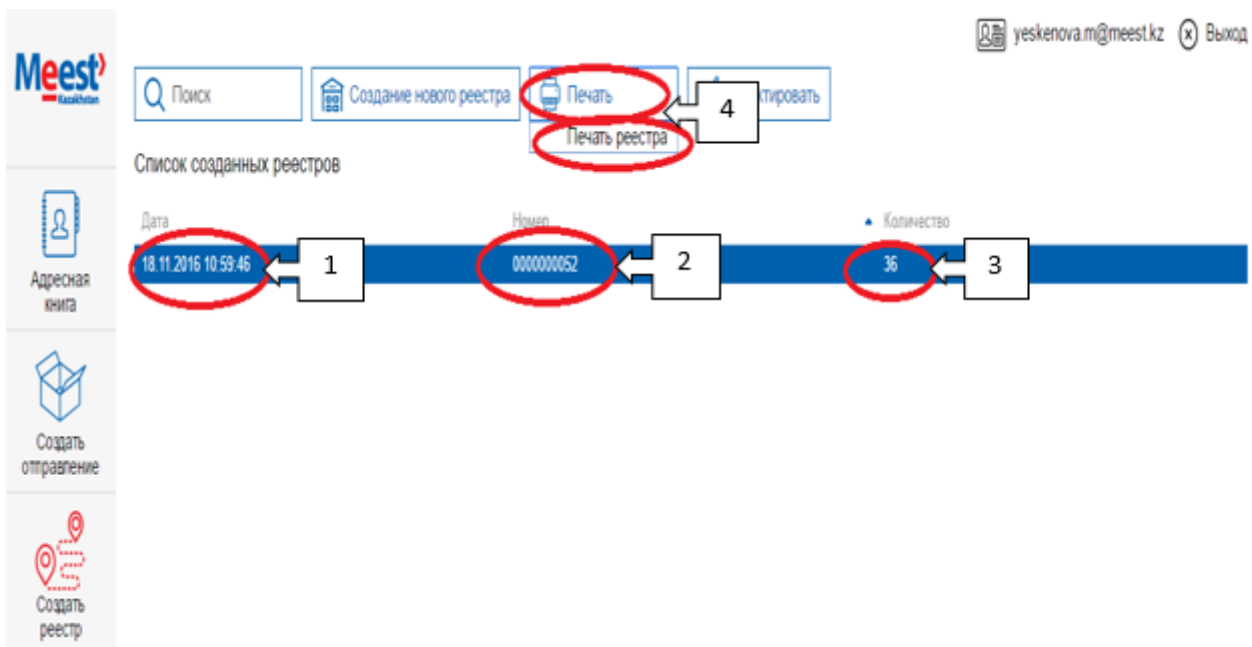 yeskenova.m@meest.kz Выход
Meest
Kazakhstan
Поиск
Создание нового реестра
Печать
4
Печать реестра
Список созданных реестров
Дата Номер Количество
18.11.2016 10:59:46 1 0000000052 2 36 3
Адресная
книга
Создать
отправление
Создать
реестр